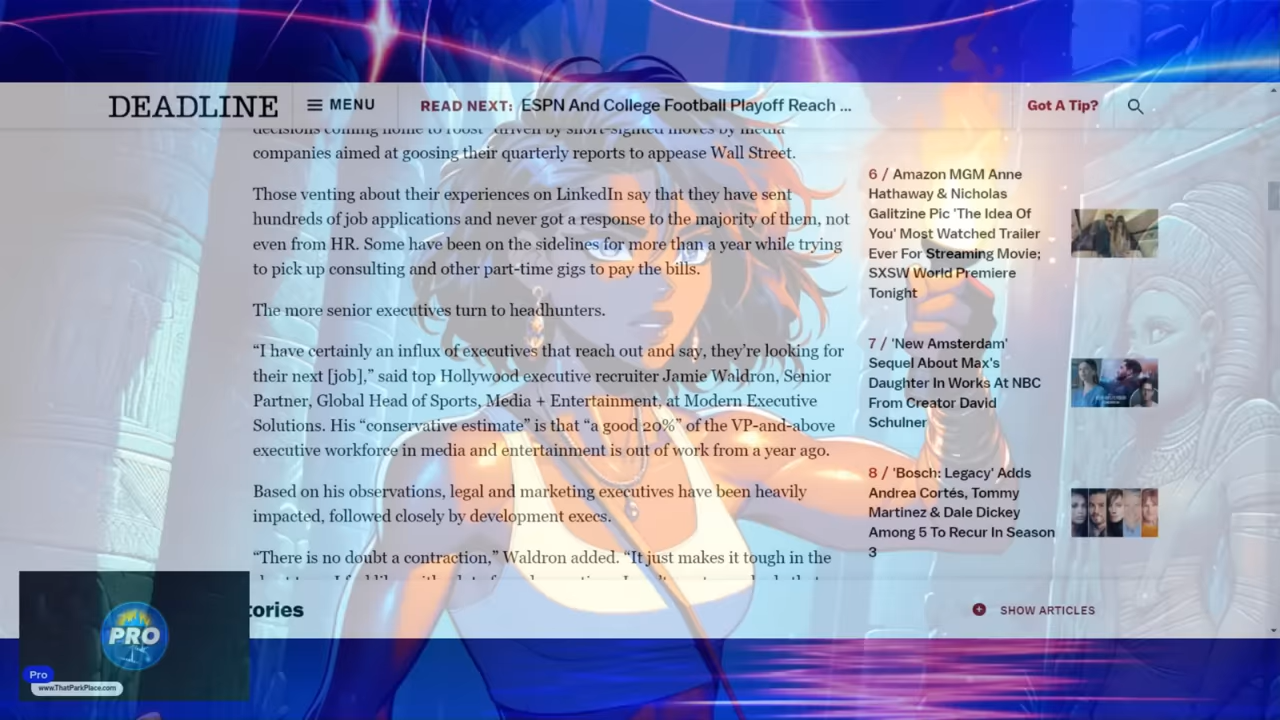 DEADLINE
MENU
READ NEXT: ESPN And College Football Playoff Reach ...
Got A Tip?
decisions coming home to roost" driven by short-sighted moves by media
companies aimed at goosing their quarterly reports to appease Wall Street.
Those venting about their experiences on LinkedIn say that they have sent
hundreds of job applications and never got a response to the majority of them, not
even from HR. Some have been on the sidelines for more than a year while trying
to pick up consulting and other part-time gigs to pay the bills.
The more senior executives turn to headhunters.
“I have certainly an influx of executives that reach out and say, they’re looking for
their next [job],” said top Hollywood executive recruiter Jamie Waldron, Senior
Partner, Global Head of Sports, Media + Entertainment, at Modern Executive
Solutions. His “conservative estimate” is that “a good 20%” of the VP-and-above
executive workforce in media and entertainment is out of work from a year ago.
Based on his observations, legal and marketing executives have been heavily
impacted, followed closely by development execs.
“There is no doubt a contraction,” Waldron added. “It just makes it tough in the
6 / Amazon MGM Anne
Hathaway & Nicholas
Galitzine Pic 'The Idea Of
You' Most Watched Trailer
Ever For Streaming Movie;
SXSW World Premiere
Tonight
7 / 'New Amsterdam'
Sequel About Max's
Daughter In Works At NBC
From Creator David
Schulner
8 / 'Bosch: Legacy' Adds
Andrea Cortés, Tommy
Martinez & Dale Dickey
Among 5 To Recur In Season
3
tories
SHOW ARTICLES
PRO
Pro
www.ThatParkPlace.com